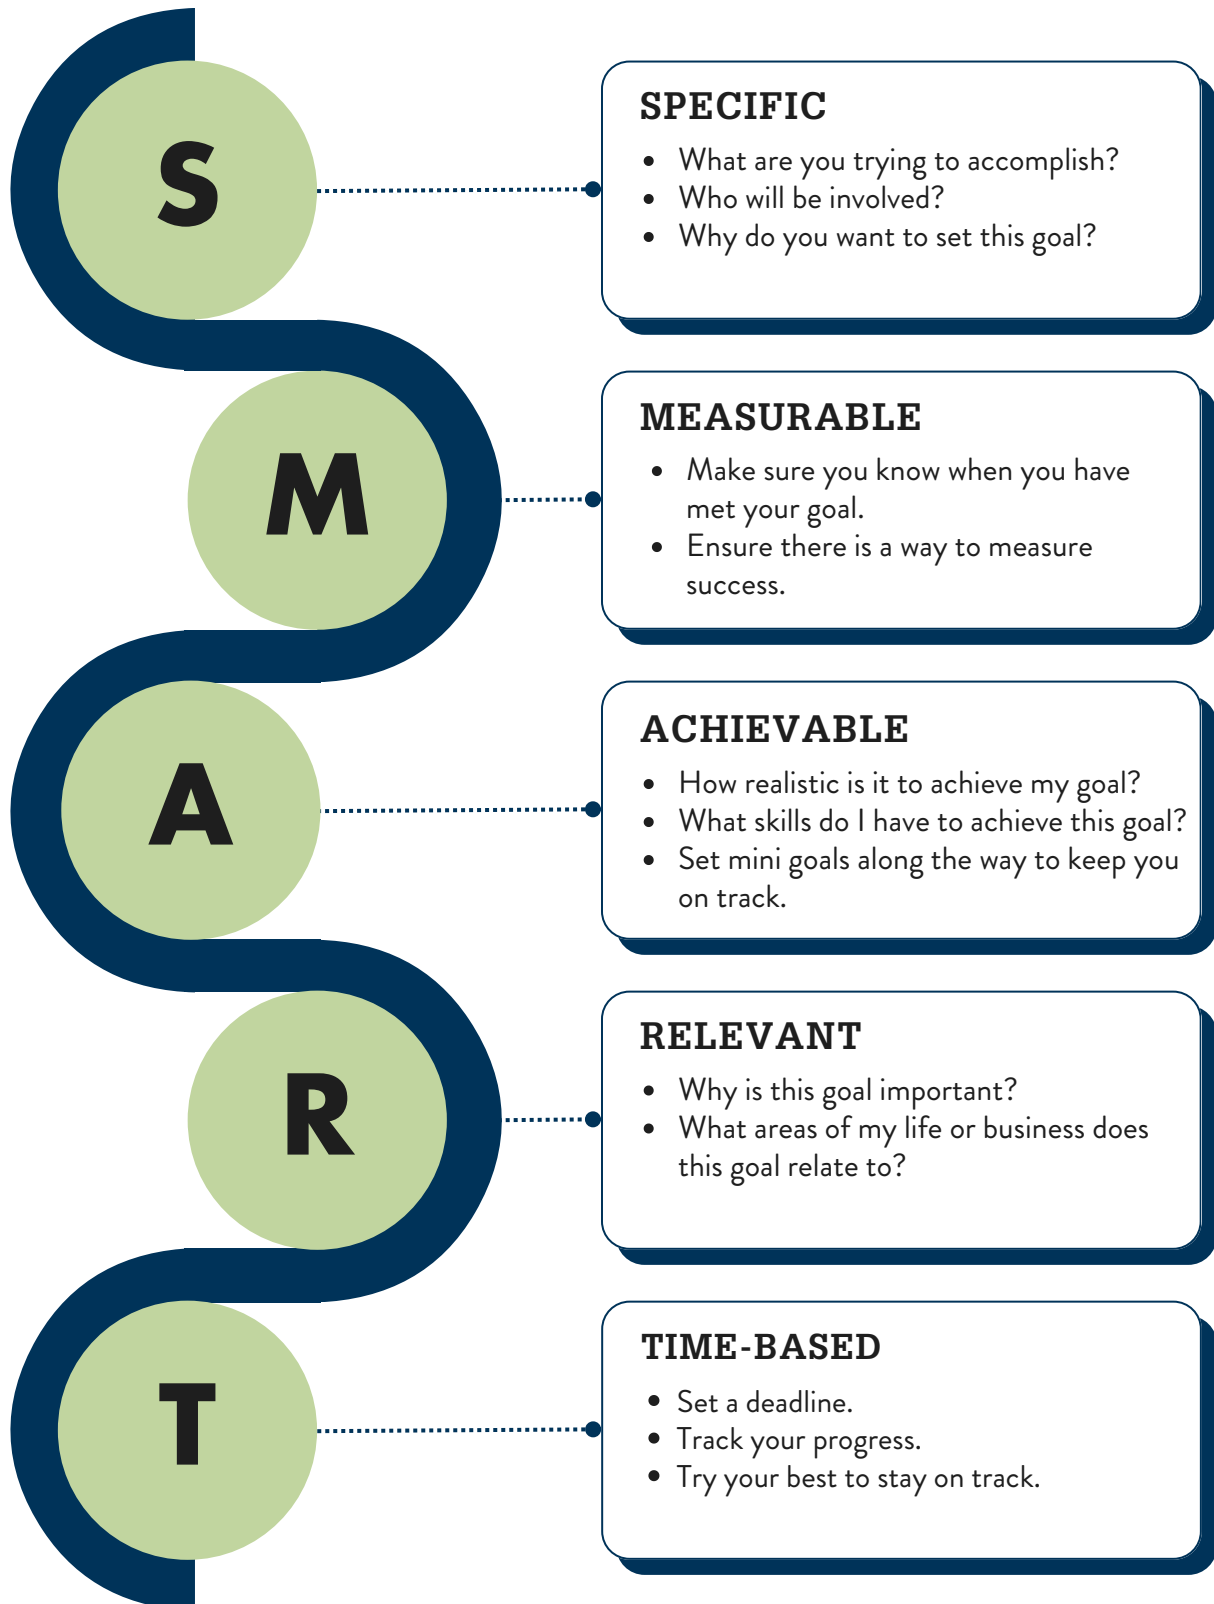 S
SPECIFIC
• What are you trying to accomplish?
• Who will be involved?
• Why do you want to set this goal?
M
MEASURABLE
• Make sure you know when you have
met your goal.
• Ensure there is a way to measure
success.
A
ACHIEVABLE
• How realistic is it to achieve my goal?
• What skills do I have to achieve this goal?
• Set mini goals along the way to keep you
on track.
R
RELEVANT
• Why is this goal important?
• What areas of my life or business does
this goal relate to?
T
TIME-BASED
• Set a deadline.
• Track your progress.
• Try your best to stay on track.